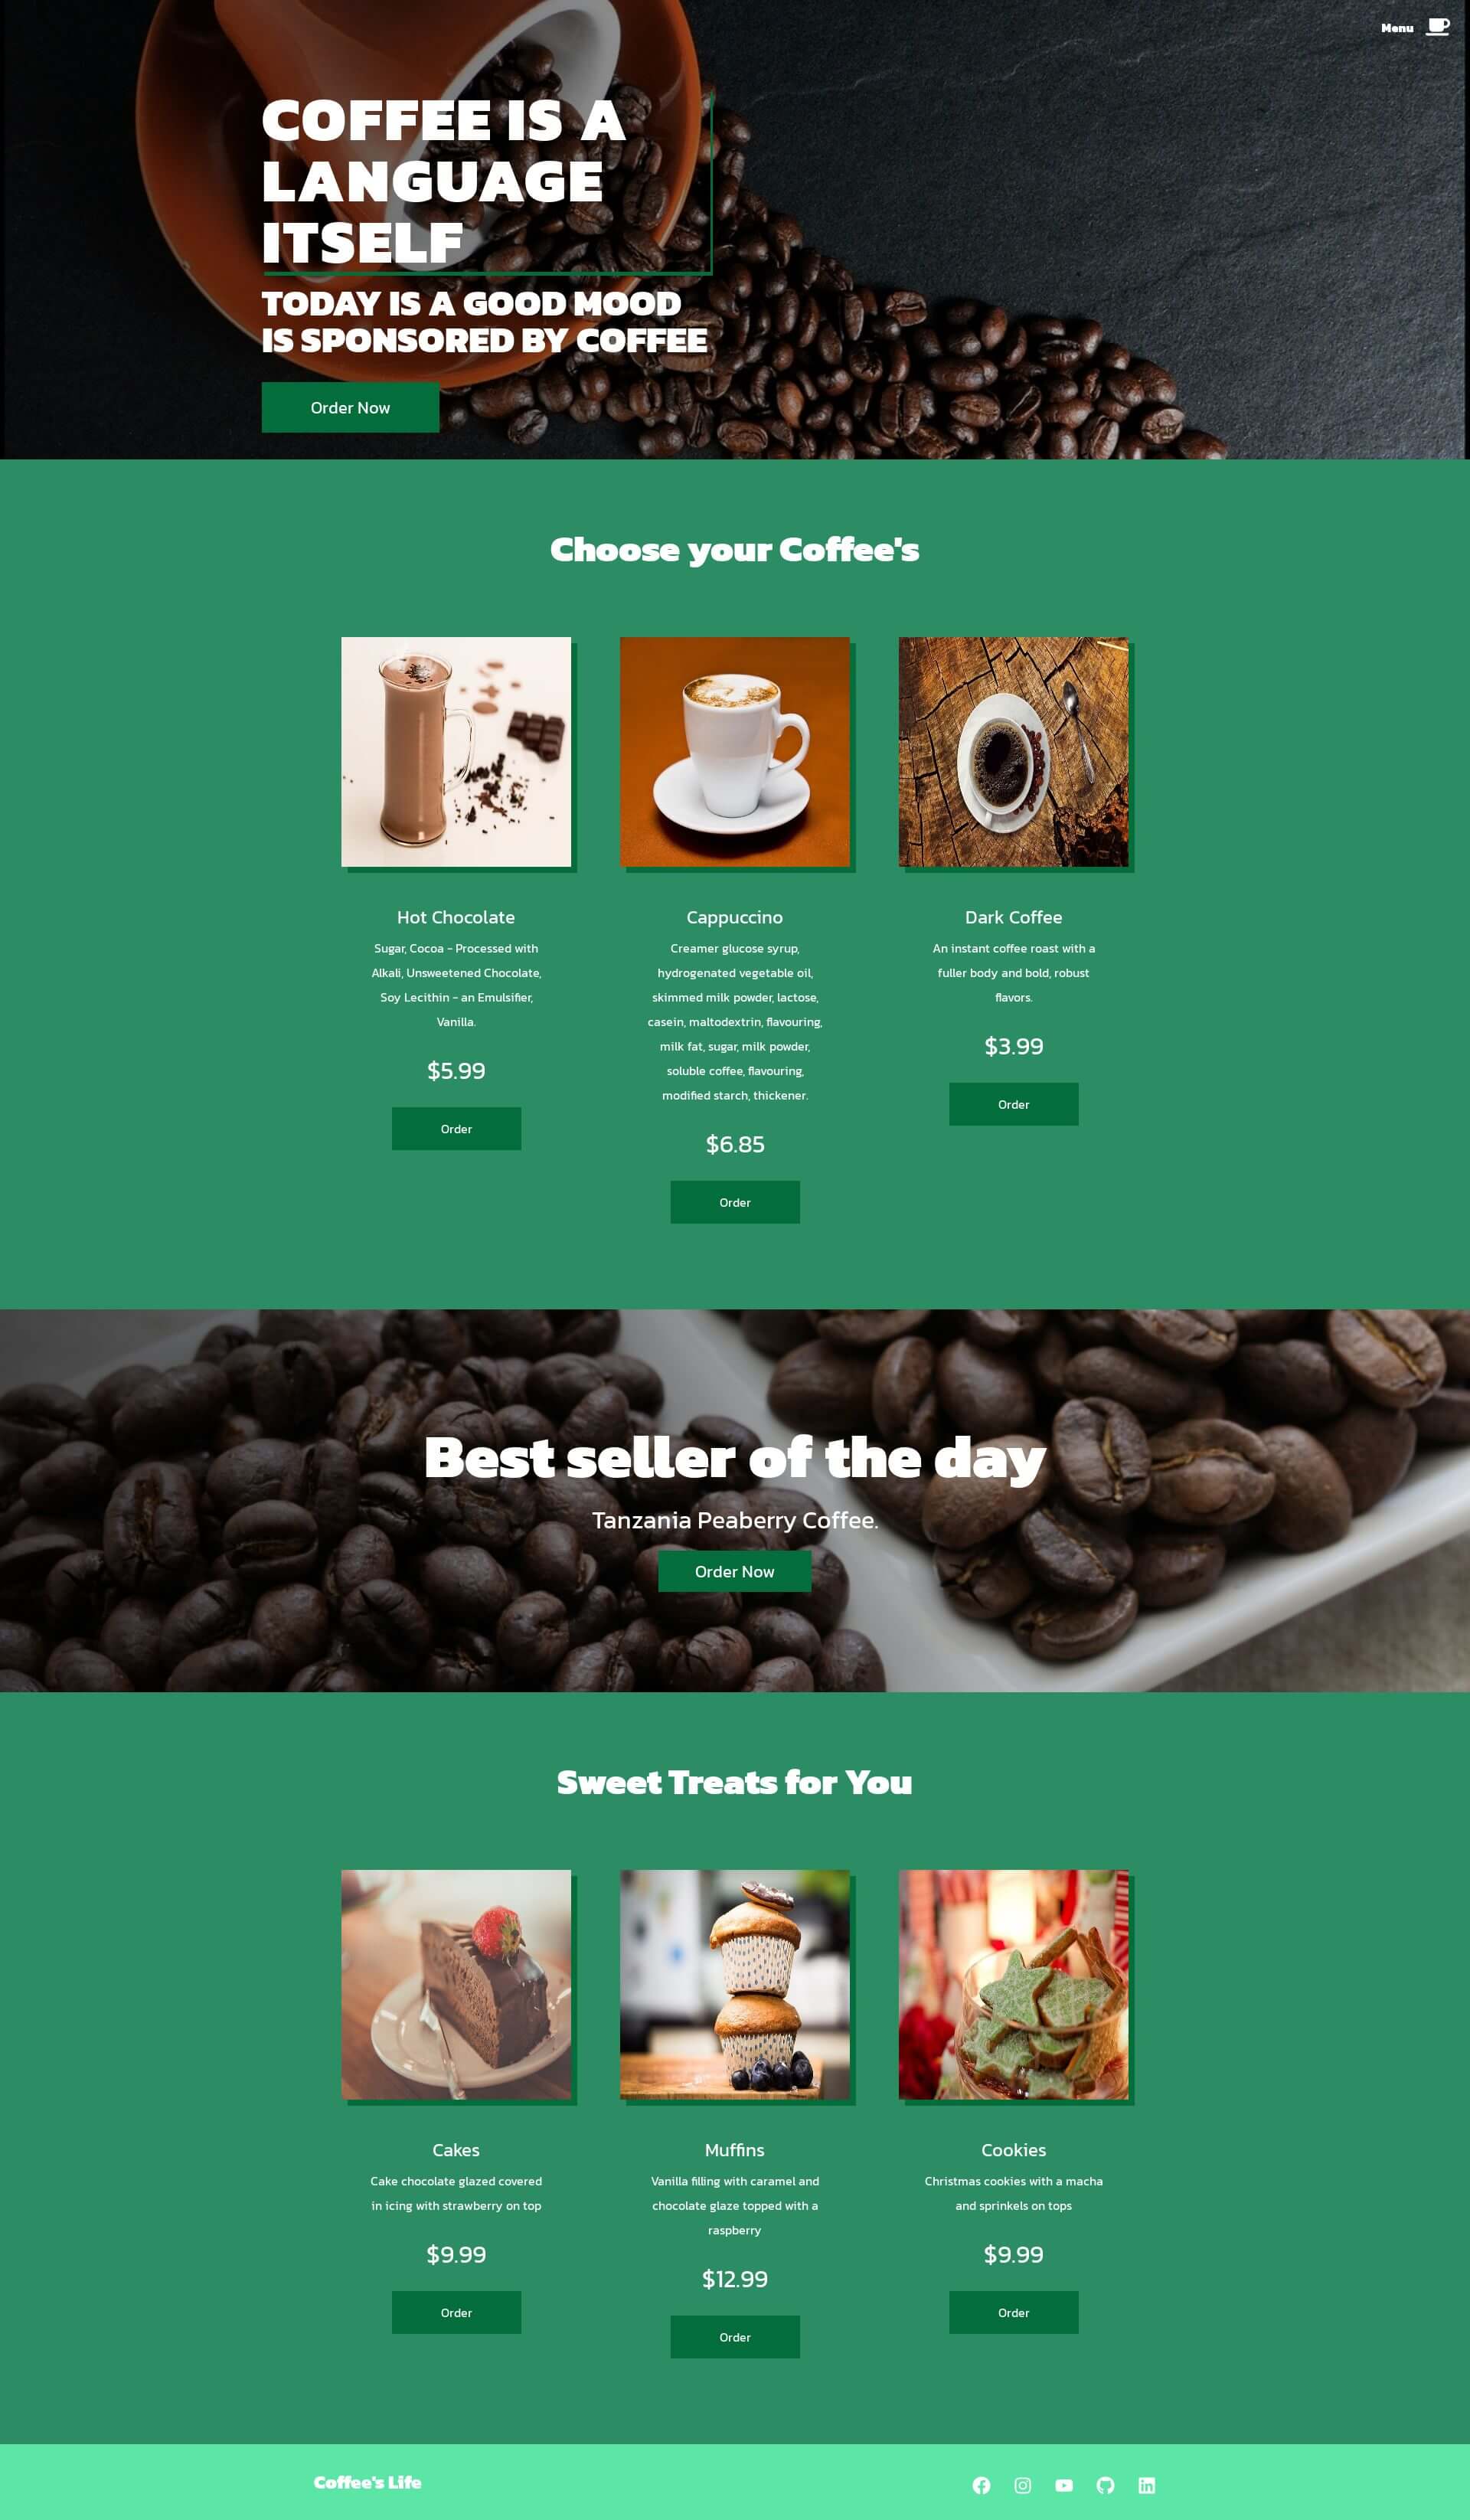 Menu
COFFEE IS A
LANGUAGE
ITSELF
TODAY IS A GOOD MOOD
IS SPONSORED BY COFFEE
Order Now
Choose your Coffee's
Hot Chocolate
Sugar, Cocoa - Processed with
Alkali, Unsweetened Chocolate,
Soy Lecithin - an Emulsifier,
Vanilla.
$5.99
Order
Cappuccino
Creamer glucose syrup,
hydrogenated vegetable oil,
skimmed milk powder, lactose,
casein, maltodextrin, flavouring,
milk fat, sugar, milk powder,
soluble coffee, flavouring,
modified starch, thickener.
$6.85
Order
Dark Coffee
An instant coffee roast with a
fuller body and bold, robust
flavors.
$3.99
Order
Best seller of the day
Tanzania Peaberry Coffee.
Order Now
Sweet Treats for You
Cakes
Cake chocolate glazed covered
in icing with strawberry on top
$9.99
Order
Muffins
Vanilla filling with caramel and
chocolate glaze topped with a
raspberry
$12.99
Order
Cookies
Christmas cookies with a macha
and sprinkels on tops
$9.99
Order
Coffee's Life